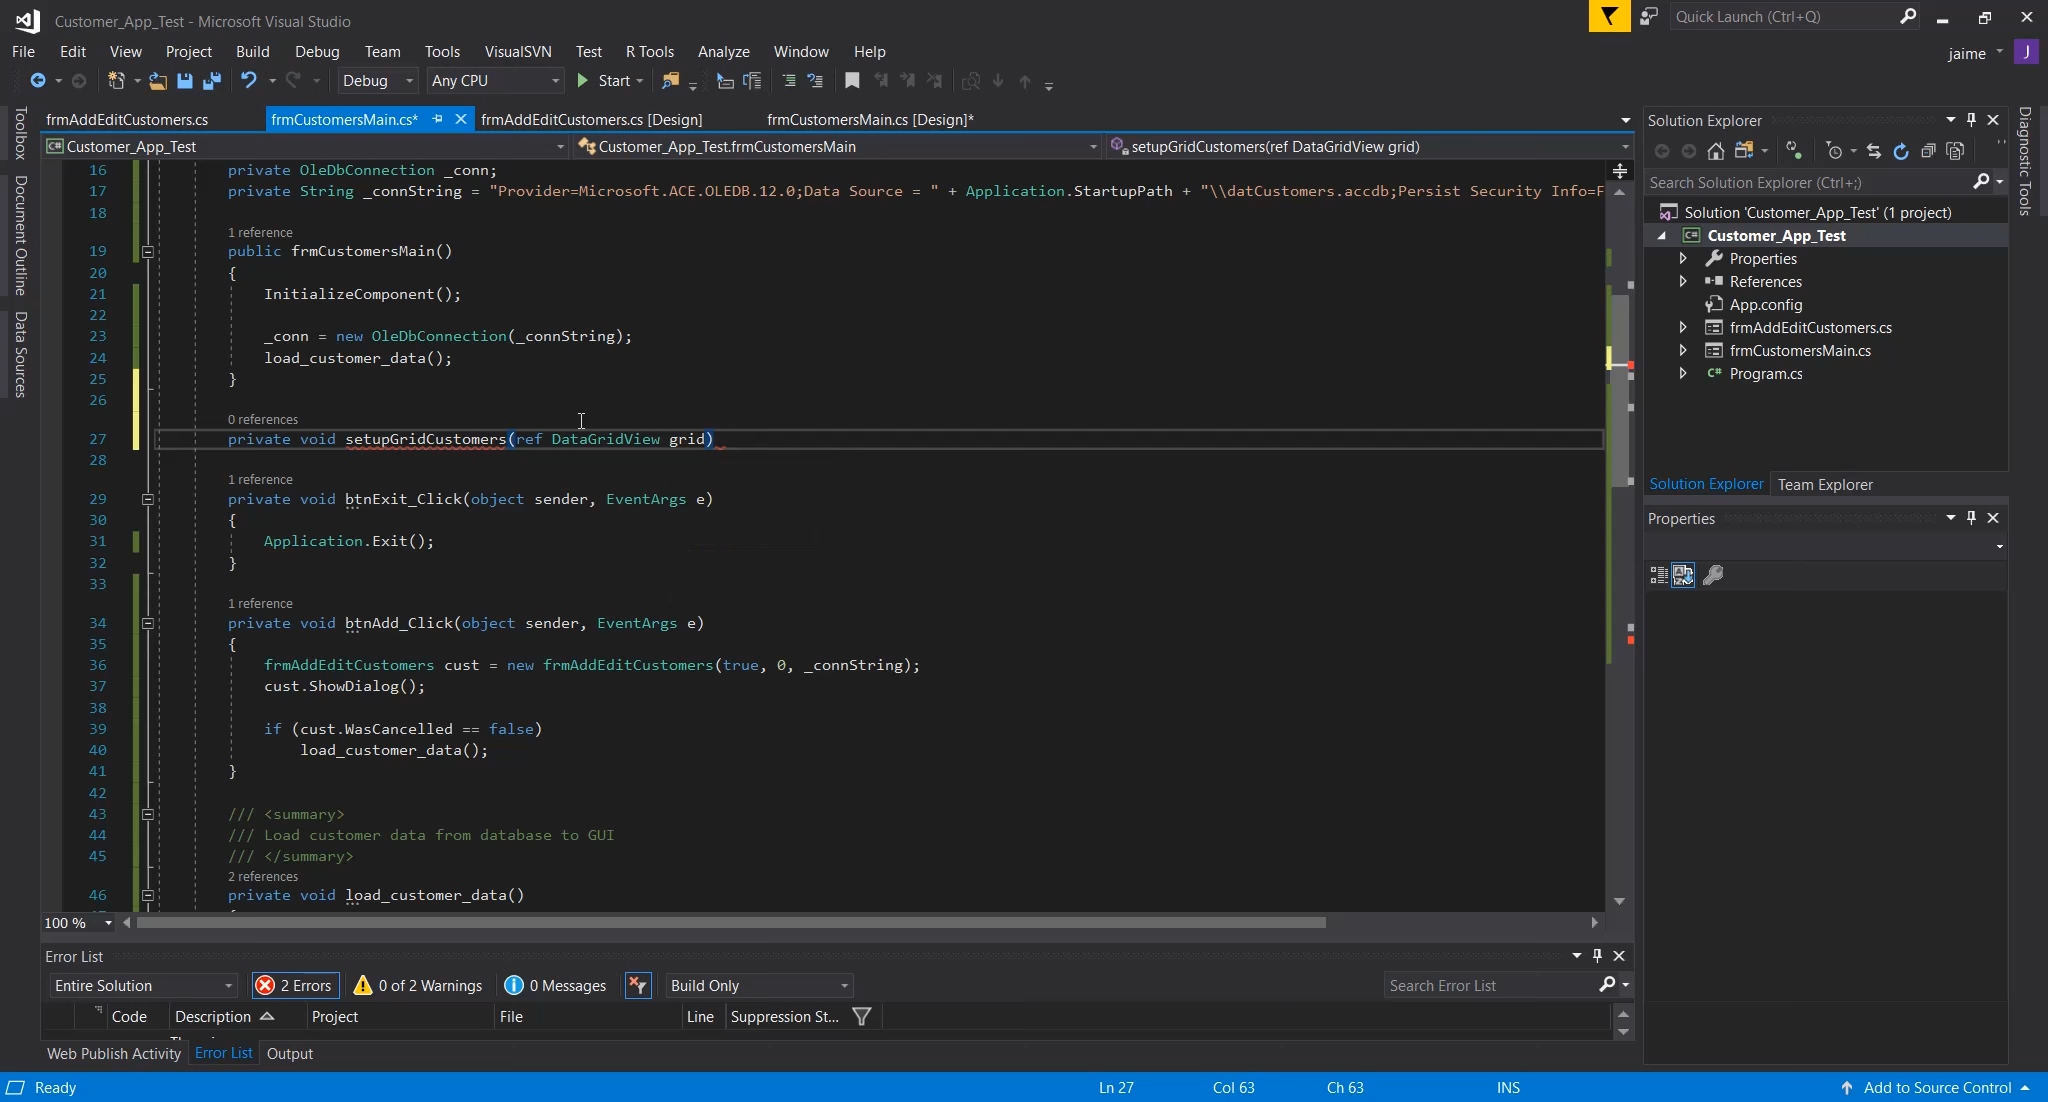 Customer_App_Test - Microsoft Visual Studio
Quick Launch (Ctrl+Q)
File Edit View Project Build Debug Team Tools VisualSVN Test R Tools Analyze Window Help
jaime J
Debug Any CPU Start
Toolbox
Document Outline
Data Sources
frmAddEditCustomers.cs frmCustomersMain.cs* frmAddEditCustomers.cs [Design] frmCustomersMain.cs [Design]*
C# Customer_App_Test Customer_App_Test.frmCustomersMain setupGridCustomers(ref DataGridView grid)
16 private OleDbConnection _conn;
17 private String _connString = "Provider=Microsoft.ACE.OLEDB.12.0;Data Source = " + Application.StartupPath + "\\datCustomers.accdb;Persist Security Info=F
18
1 reference
19 public frmCustomersMain()
20 {
21 InitializeComponent();
22
23 _conn = new OleDbConnection(_connString);
24 load_customer_data();
25 }
26
0 references
27 private void setupGridCustomers(ref DataGridView grid)
28
1 reference
29 private void btnExit_Click(object sender, EventArgs e)
30 {
31 Application.Exit();
32 }
33
1 reference
34 private void btnAdd_Click(object sender, EventArgs e)
35 {
36 frmAddEditCustomers cust = new frmAddEditCustomers(true, 0, _connString);
37 cust.ShowDialog();
38
39 if (cust.WasCancelled == false)
40 load_customer_data();
41 }
42
43 /// <summary>
44 /// Load customer data from database to GUI
45 /// </summary>
2 references
46 private void load_customer_data()
100 %
Error List
Entire Solution 2 Errors 0 of 2 Warnings 0 Messages Build Only Search Error List
Code Description Project File Line Suppression St...
Web Publish Activity Error List Output
Solution Explorer
Search Solution Explorer (Ctrl+;)
Solution 'Customer_App_Test' (1 project)
C# Customer_App_Test
Properties
References
App.config
frmAddEditCustomers.cs
frmCustomersMain.cs
C# Program.cs
Solution Explorer Team Explorer
Properties
Diagnostic Tools
Ready Ln 27 Col 63 Ch 63 INS Add to Source Control